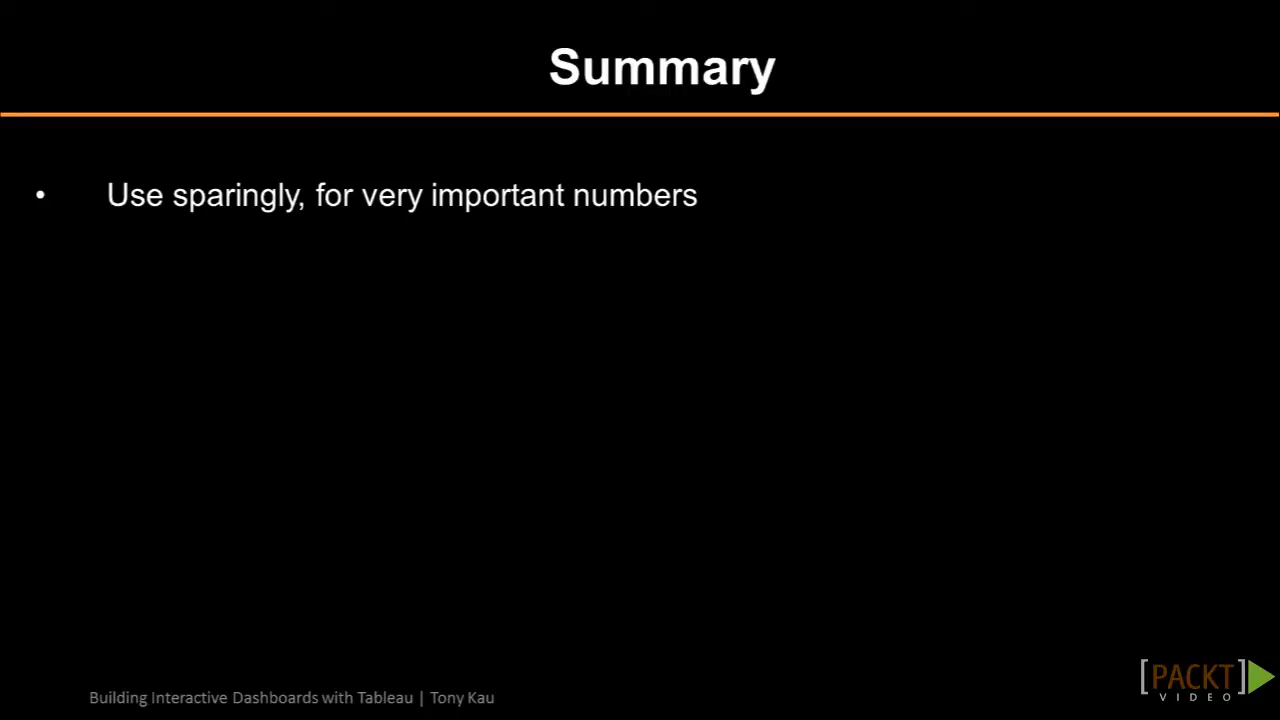 Summary
• Use sparingly, for very important numbers
Building Interactive Dashboards with Tableau | Tony Kau
[PACKT]
VIDEO